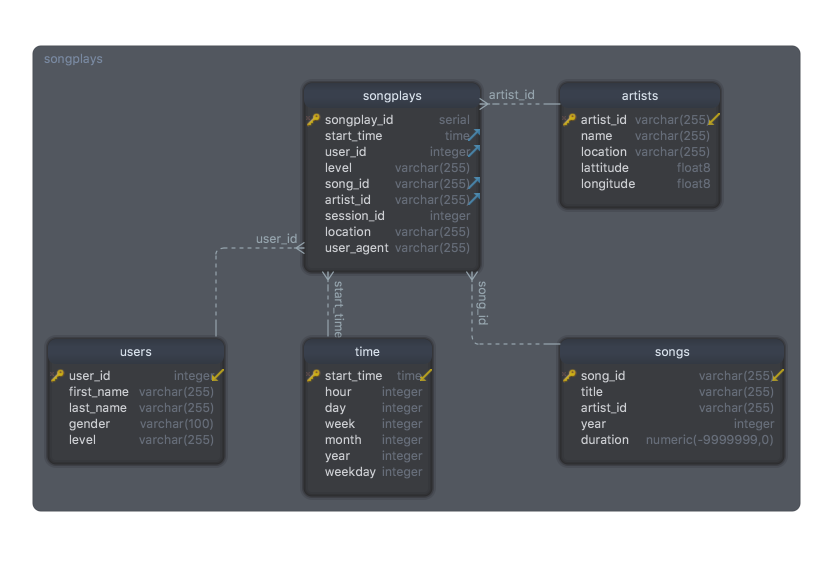 songplays
songplays
songplay_id serial
start_time time
user_id integer
level varchar(255)
song_id varchar(255)
artist_id varchar(255)
session_id integer
location varchar(255)
user_agent varchar(255)
artist_id
artists
artist_id varchar(255)
name varchar(255)
location varchar(255)
lattitude float8
longitude float8
user_id
start_time
song_id
users
user_id integer
first_name varchar(255)
last_name varchar(255)
gender varchar(100)
level varchar(255)
time
start_time time
hour integer
day integer
week integer
month integer
year integer
weekday integer
songs
song_id varchar(255)
title varchar(255)
artist_id varchar(255)
year integer
duration numeric(-9999999,0)